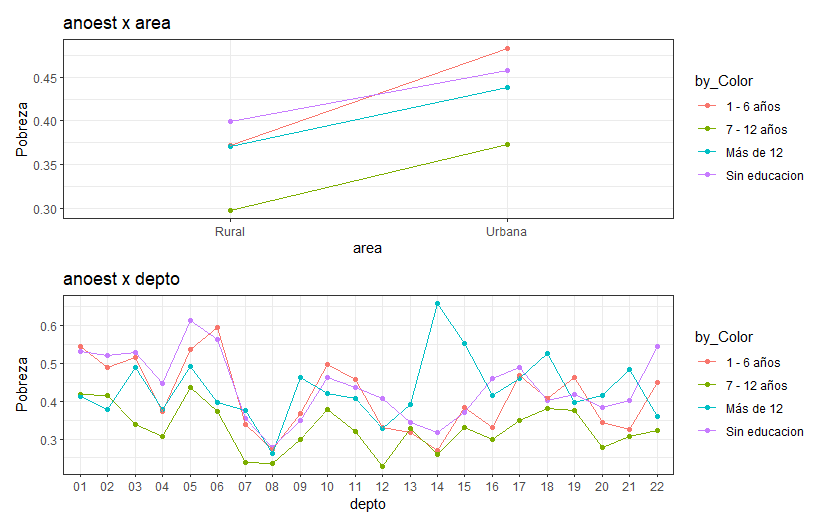 anoest x area
Pobreza
0.45
0.40
0.35
0.30
Rural Urbana
area
by_Color
1 - 6 años
7 - 12 años
Más de 12
Sin educacion
anoest x depto
Pobreza
0.6
0.5
0.4
0.3
01 02 03 04 05 06 07 08 09 10 11 12 13 14 15 16 17 18 19 20 21 22
depto
by_Color
1 - 6 años
7 - 12 años
Más de 12
Sin educacion